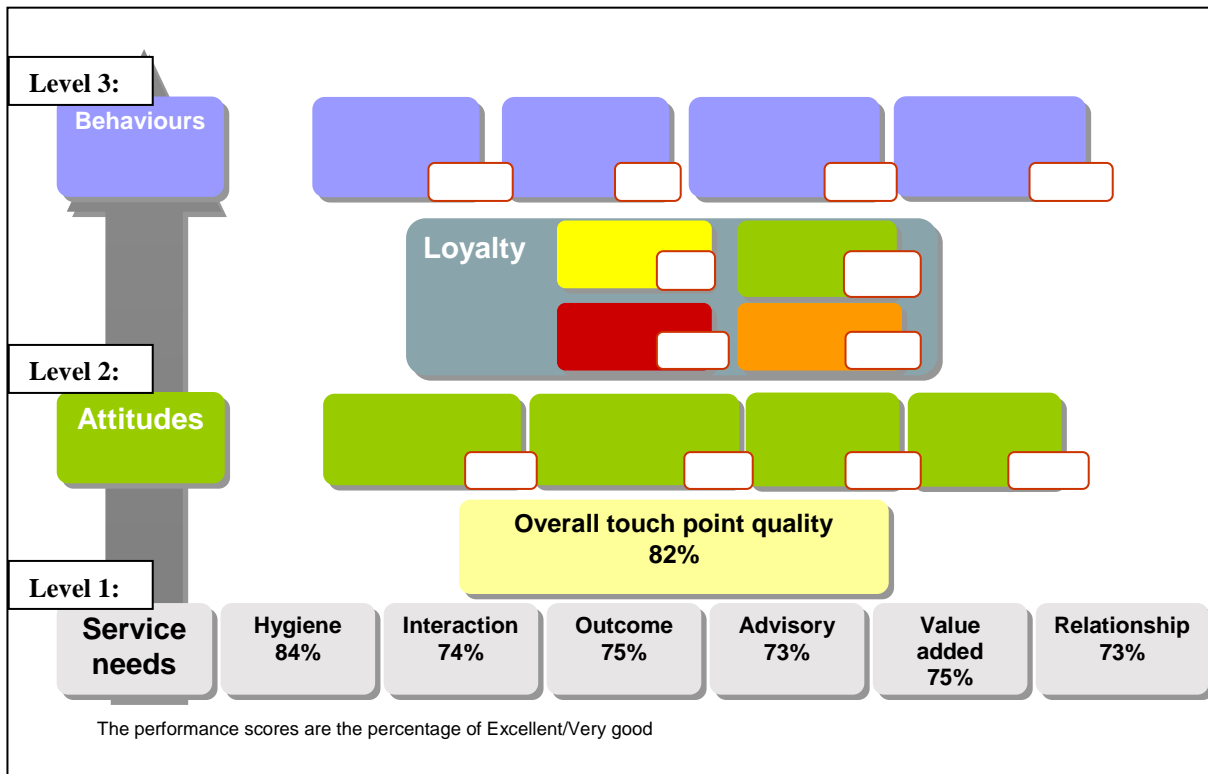 Level 3:
Behaviours
Loyalty
Level 2:
Attitudes
Overall touch point quality
82%
Level 1:
Service
needs
Hygiene
84%
Interaction
74%
Outcome
75%
Advisory
73%
Value
added
75%
Relationship
73%
The performance scores are the percentage of Excellent/Very good